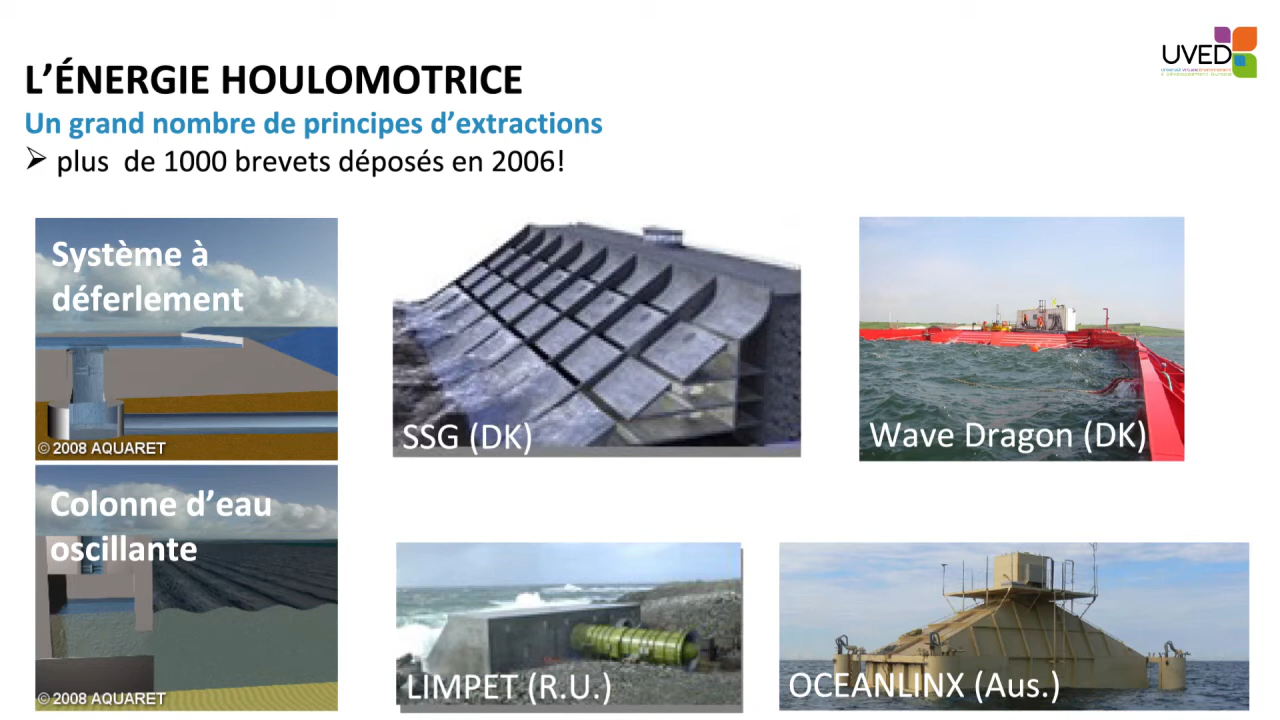 UVED
L’ÉNERGIE HOULOMOTRICE
Un grand nombre de principes d’extractions
➢ plus de 1000 brevets déposés en 2006!
Système à
déferlement
© 2008 AQUARET
SSG (DK)
Wave Dragon (DK)
Colonne d’eau
oscillante
© 2008 AQUARET
LIMPET (R.U.)
OCEANLINX (Aus.)